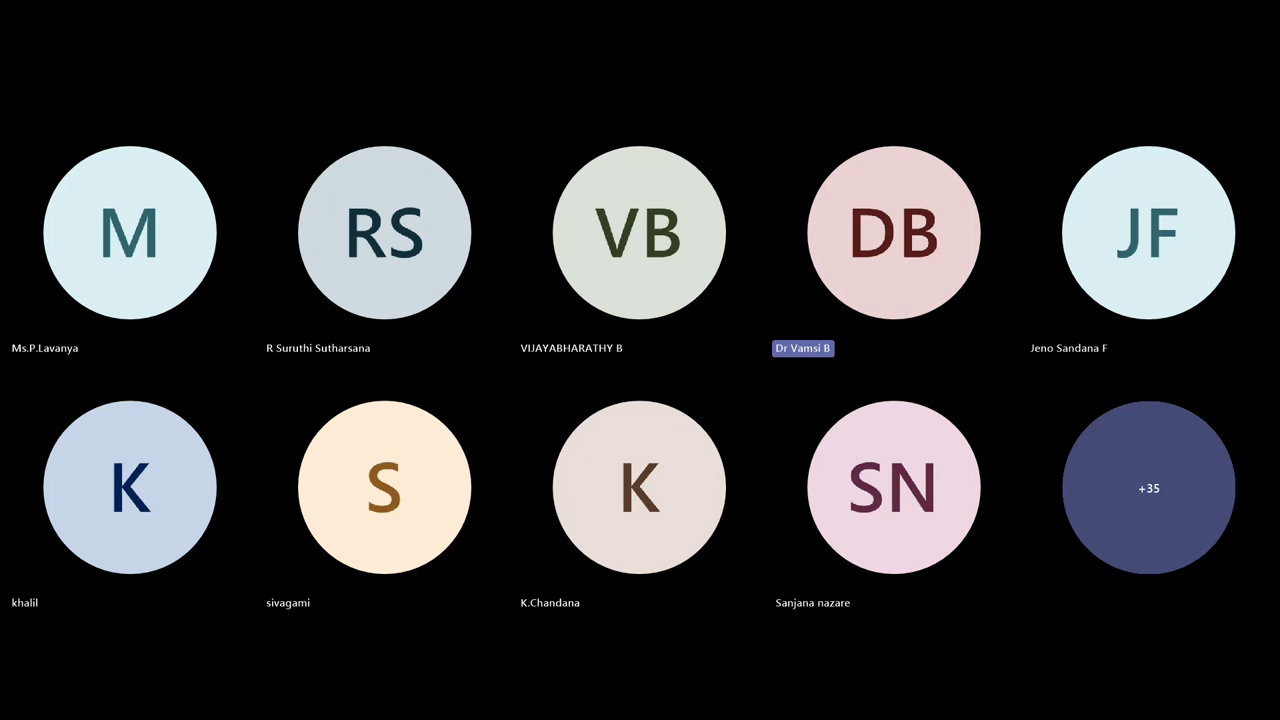 M
RS
VB
DB
JF
Ms.P.Lavanya
R Suruthi Sutharsana
VIJAYABHARATHY B
Dr Vamsi B
Jeno Sandana F
K
S
K
SN
+35
khalil
sivagami
K.Chandana
Sanjana nazare